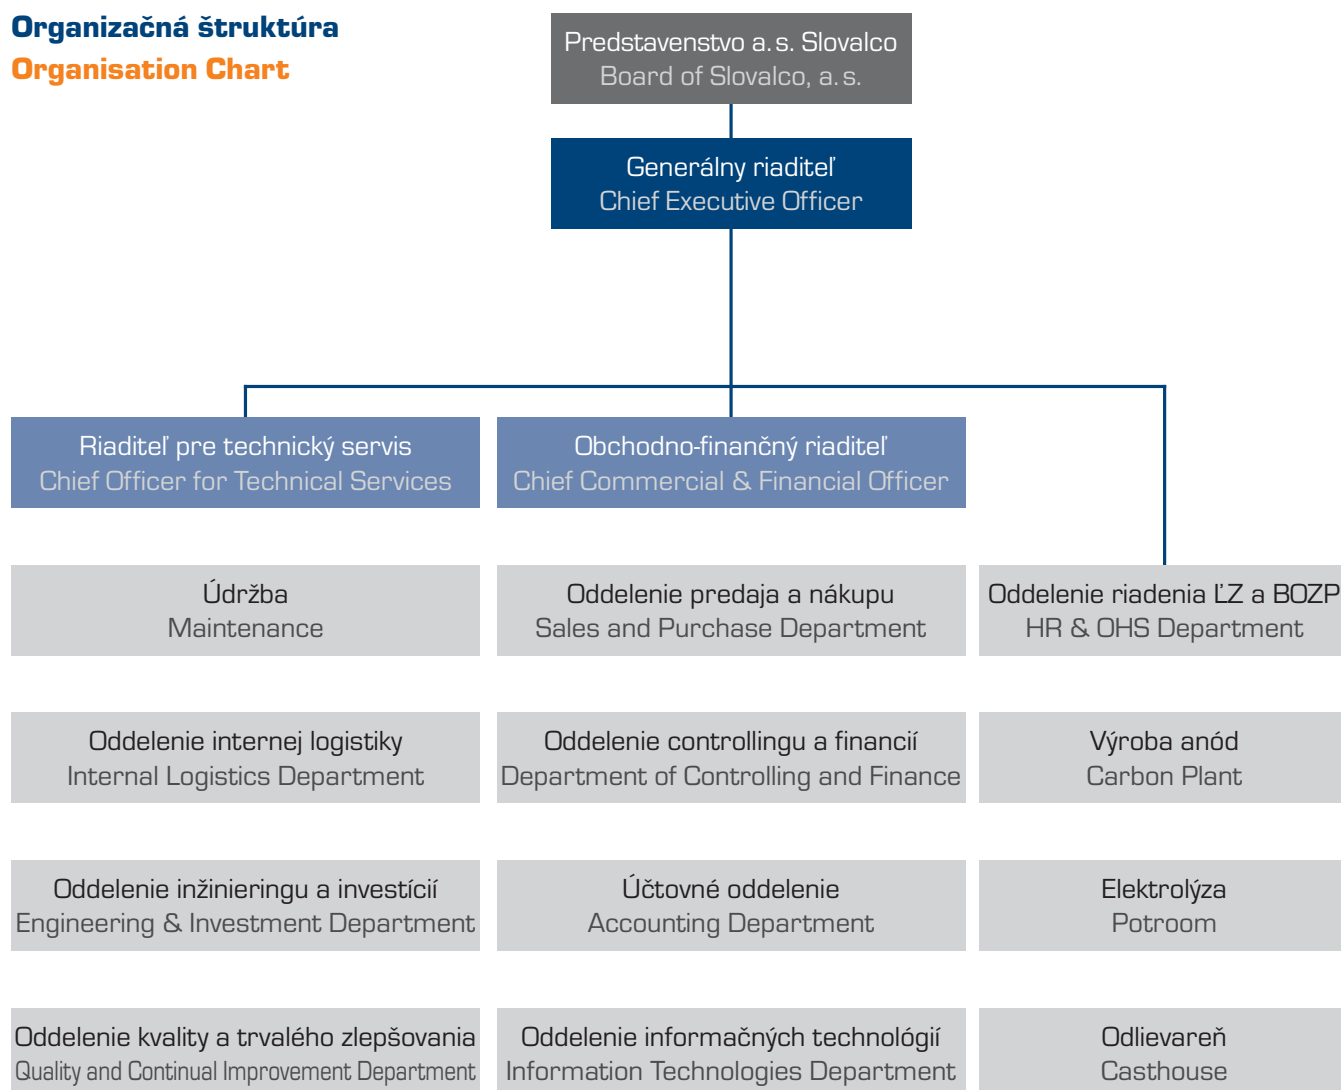 Organizačná štruktúra
Organisation Chart
Predstavenstvo a. s. Slovalco
Board of Slovalco, a. s.
Generálny riaditeľ
Chief Executive Officer
Riaditeľ pre technický servis
Chief Officer for Technical Services
Obchodno-finančný riaditeľ
Chief Commercial & Financial Officer
Údržba
Maintenance
Oddelenie predaja a nákupu
Sales and Purchase Department
Oddelenie riadenia ĽZ a BOZP
HR & OHS Department
Oddelenie internej logistiky
Internal Logistics Department
Oddelenie controllingu a financií
Department of Controlling and Finance
Výroba anód
Carbon Plant
Oddelenie inžinieringu a investícií
Engineering & Investment Department
Účtovné oddelenie
Accounting Department
Elektrolýza
Potroom
Oddelenie kvality a trvalého zlepšovania
Quality and Continual Improvement Department
Oddelenie informačných technológií
Information Technologies Department
Odlievareň
Casthouse